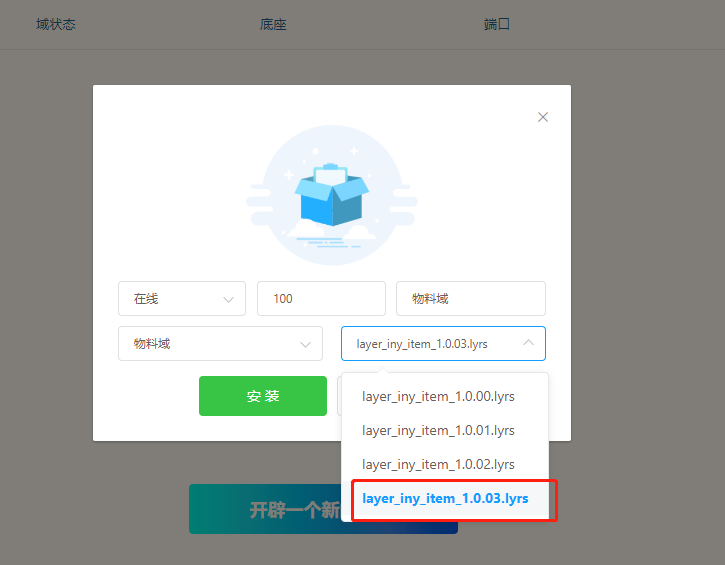 域状态 底座 端口
在线 100 物料域
物料域 layer_iny_item_1.0.03.lyrs
安装
layer_iny_item_1.0.00.lyrs
layer_iny_item_1.0.01.lyrs
layer_iny_item_1.0.02.lyrs
layer_iny_item_1.0.03.lyrs
开辟一个新